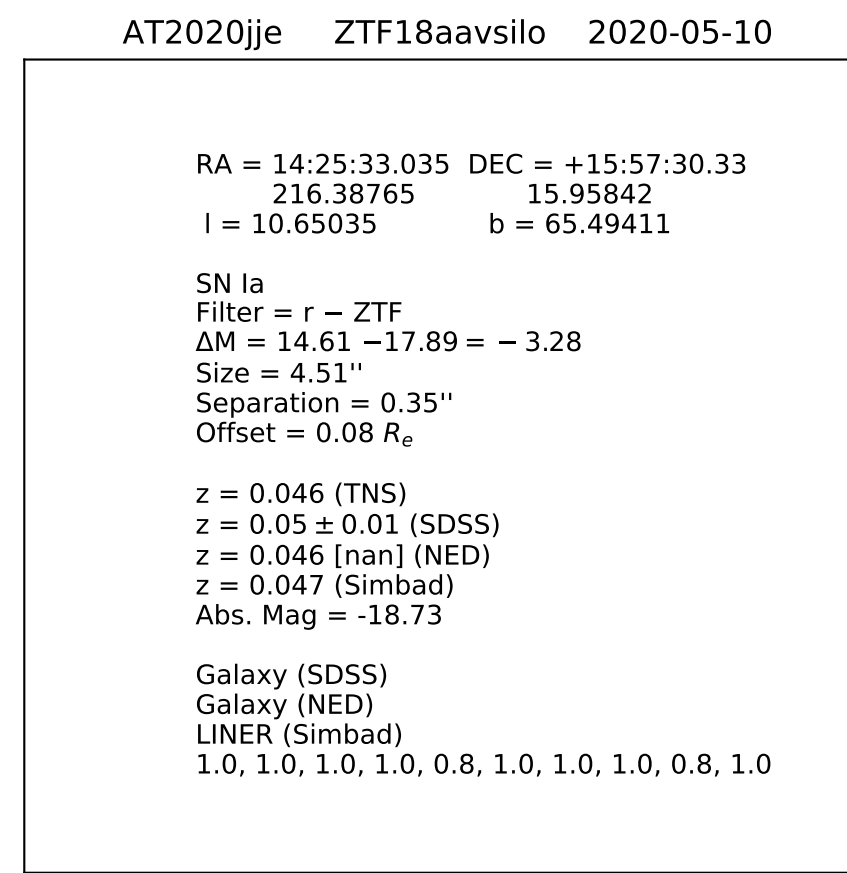 AT2020jje ZTF18aavsilo 2020-05-10
RA = 14:25:33.035 DEC = +15:57:30.33
216.38765 15.95842
l = 10.65035 b = 65.49411
SN Ia
Filter = r − ZTF
ΔM = 14.61 −17.89 = − 3.28
Size = 4.51''
Separation = 0.35''
Offset = 0.08 Rₑ
z = 0.046 (TNS)
z = 0.05 ± 0.01 (SDSS)
z = 0.046 [nan] (NED)
z = 0.047 (Simbad)
Abs. Mag = -18.73
Galaxy (SDSS)
Galaxy (NED)
LINER (Simbad)
1.0, 1.0, 1.0, 1.0, 0.8, 1.0, 1.0, 1.0, 0.8, 1.0